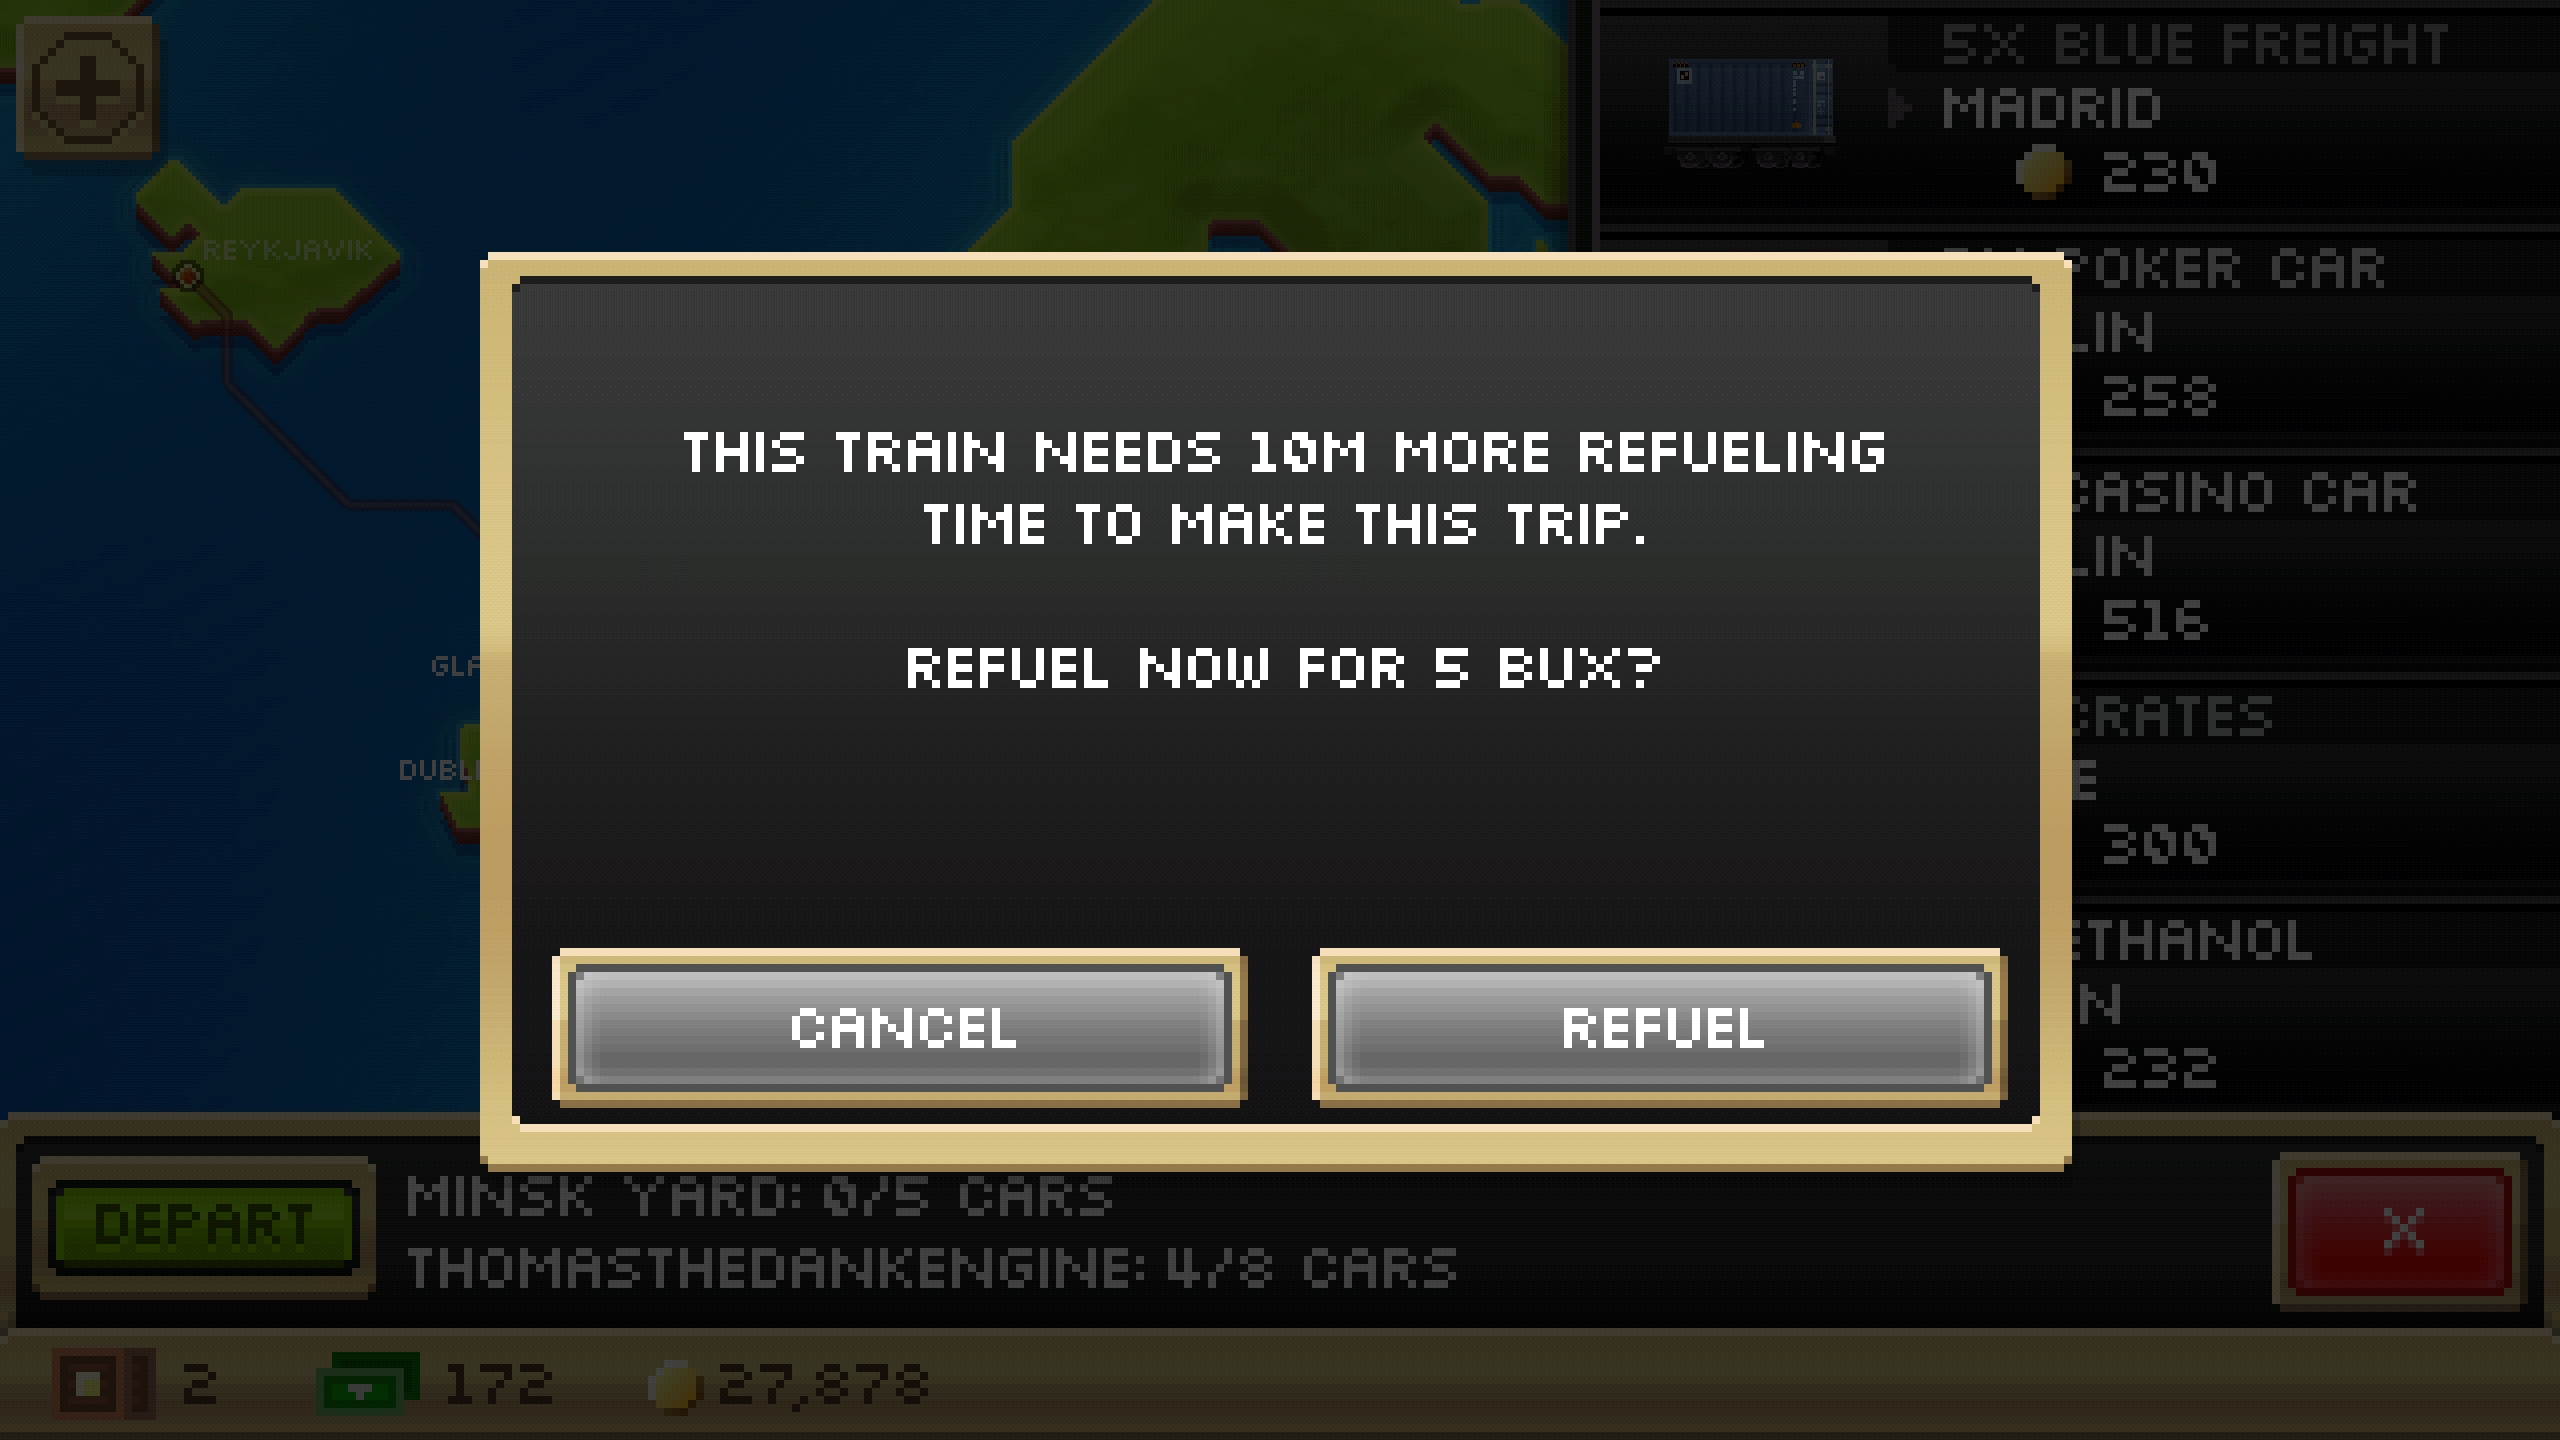 5X BLUE FREIGHT
MADRID
230
REYKJAVIK
POKER CAR
258
CASINO CAR
516
CRATES
300
ETHANOL
232
THIS TRAIN NEEDS 10M MORE REFUELING
TIME TO MAKE THIS TRIP.
REFUEL NOW FOR 5 BUX?
CANCEL
REFUEL
DEPART
MINSK YARD: 0/5 CARS
THOMASTHEDANKENGINE: 4/8 CARS
X
2
172
27,878